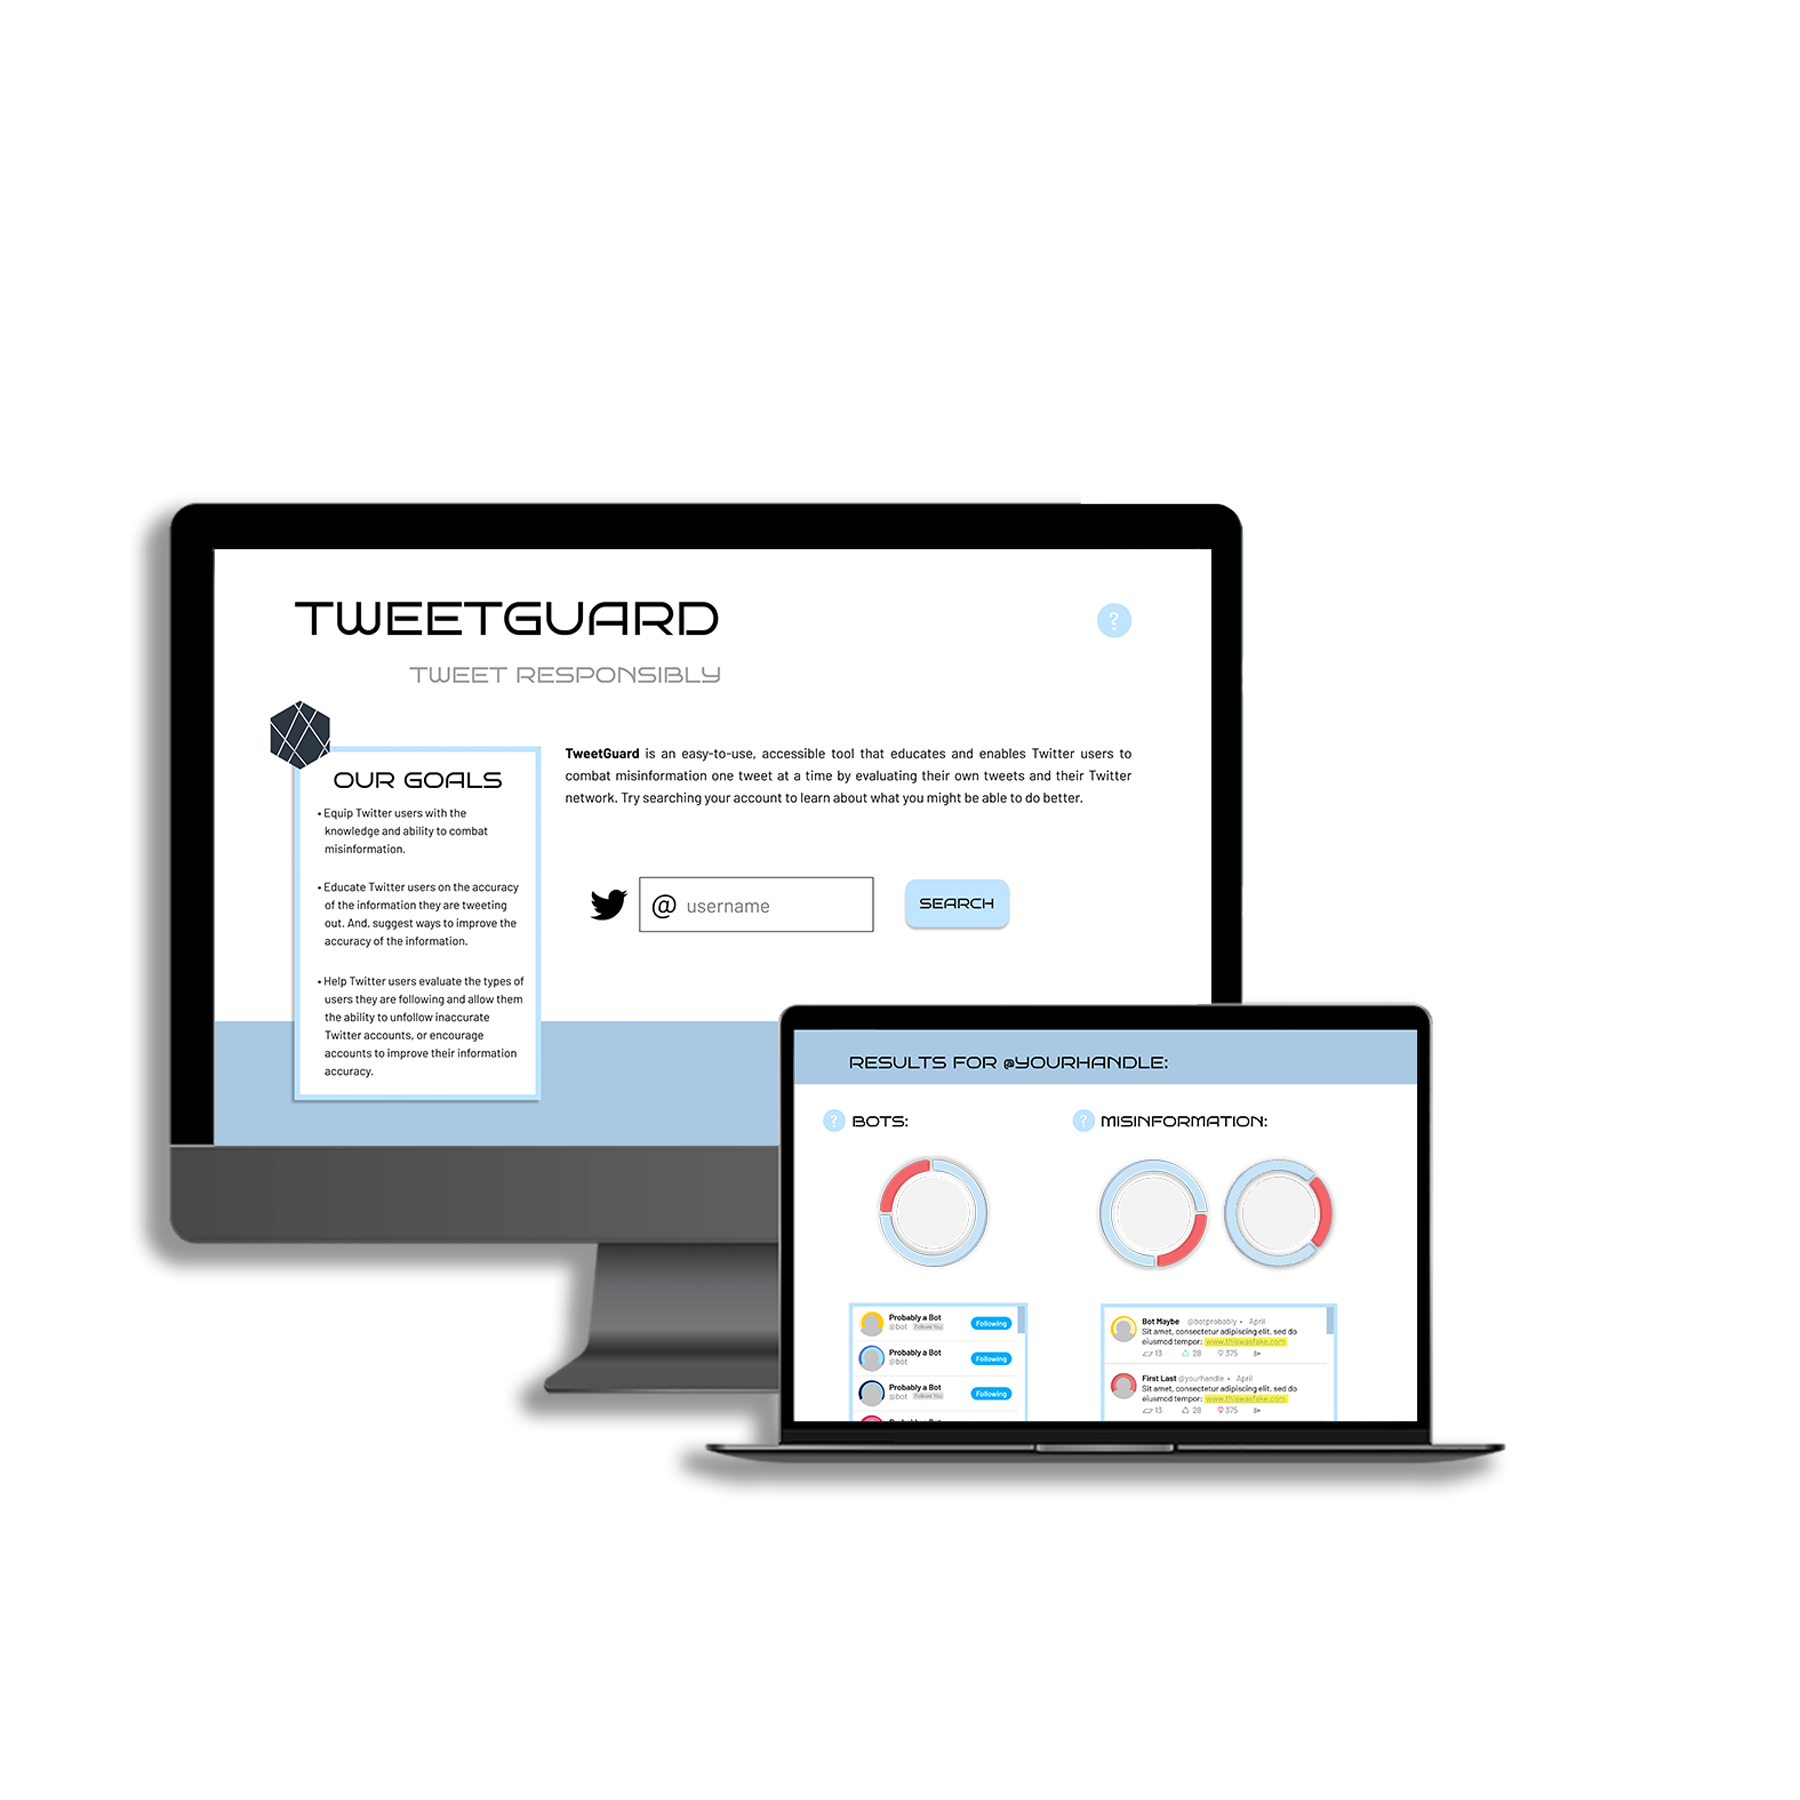 TWEETGUARD
?
TWEET RESPONSIBLY
OUR GOALS
• Equip Twitter users with the
knowledge and ability to combat
misinformation.
• Educate Twitter users on the accuracy
of the information they are tweeting
out. And, suggest ways to improve the
accuracy of the information.
• Help Twitter users evaluate the types of
users they are following and allow them
the ability to unfollow inaccurate
Twitter accounts, or encourage
accounts to improve their information
accuracy.
TweetGuard is an easy-to-use, accessible tool that educates and enables Twitter users to
combat misinformation one tweet at a time by evaluating their own tweets and their Twitter
network. Try searching your account to learn about what you might be able to do better.
@ username
SEARCH
RESULTS FOR @YOURHANDLE:
? BOTS:
Probably a Bot
@bot Follows You
Following
Probably a Bot
@bot
Following
Probably a Bot
@bot Follows You
Following
? MISINFORMATION:
Bot Maybe @botprobably • April
Sit amet, consectetur adipiscing elit, sed do
eiusmod tempor: www.thiswasfake.com
13 28 375
First Last @yourhandle • April
Sit amet, consectetur adipiscing elit, sed do
eiusmod tempor: www.thiswasfake.com
13 28 375